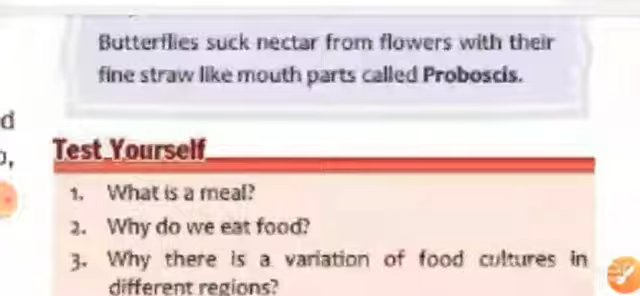 Butterflies suck nectar from flowers with their
fine straw like mouth parts called Proboscis.
d
Test Yourself
1. What is a meal?
2. Why do we eat food?
3. Why there is a variation of food cultures in
different regions?